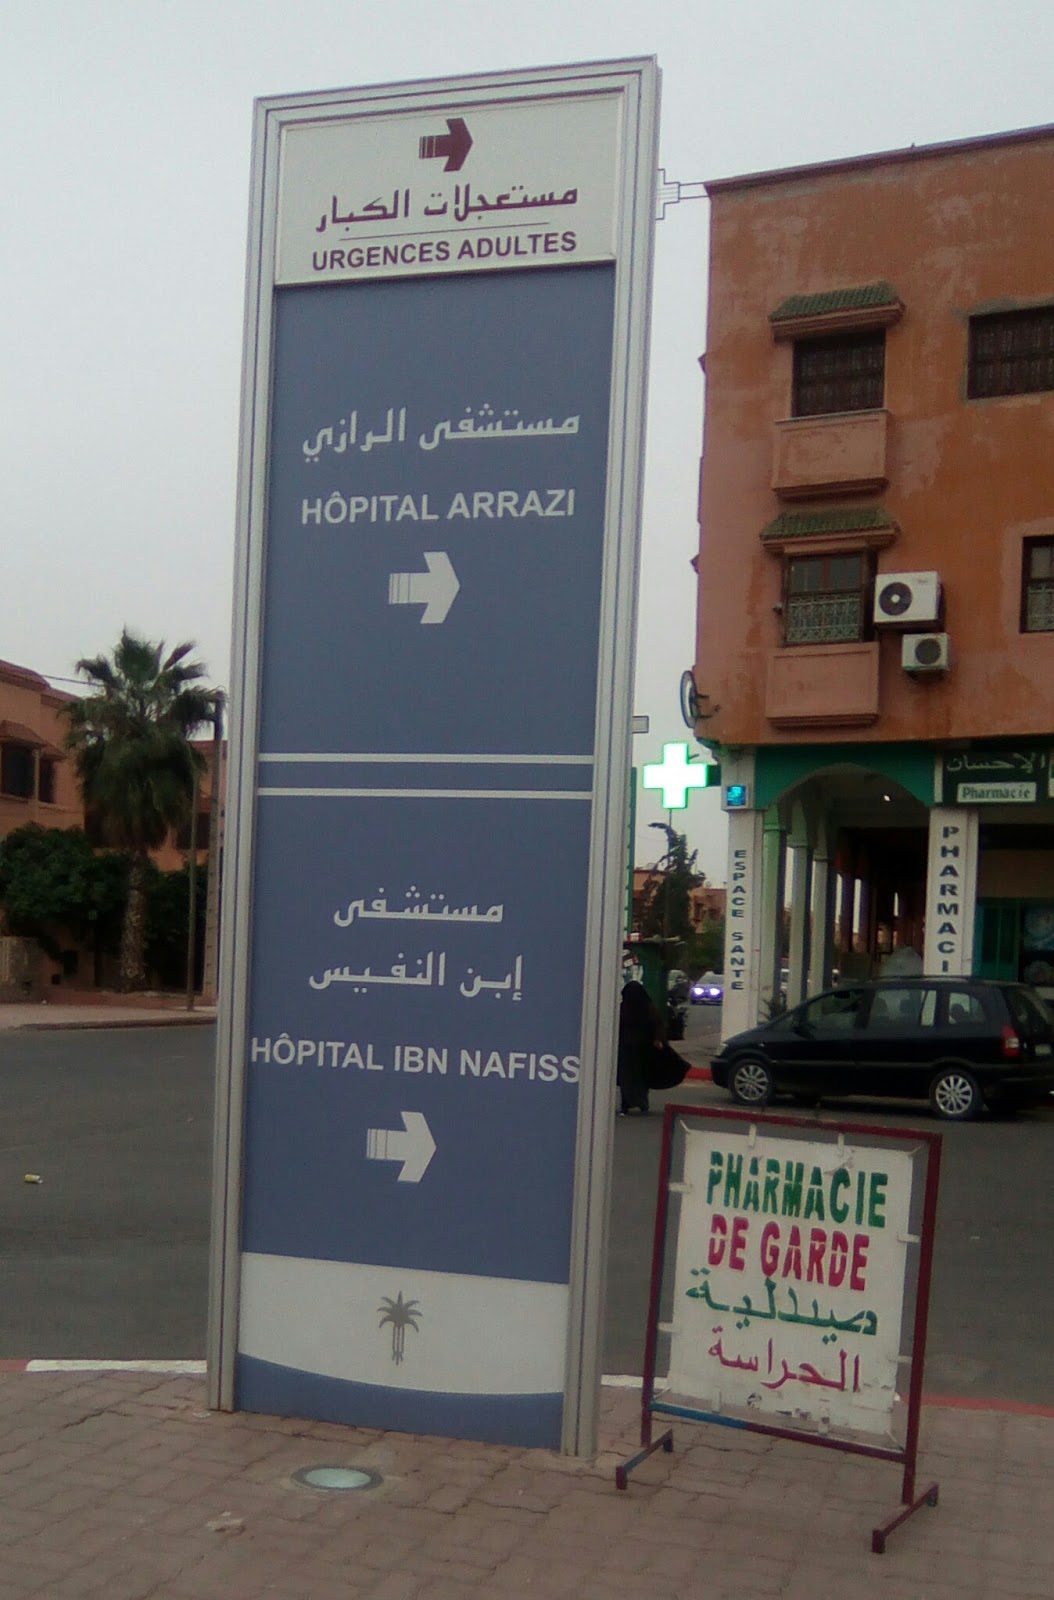 مستعجلات الكبار
URGENCES ADULTES
مستشفى الرازي
HÔPITAL ARRAZI
مستشفى
إبن النفيس
HÔPITAL IBN NAFISS
الإحسان
Pharmacie
ESPACE SANTE
PHARMACI
PHARMACIE
DE GARDE
صيدلية
الحراسة